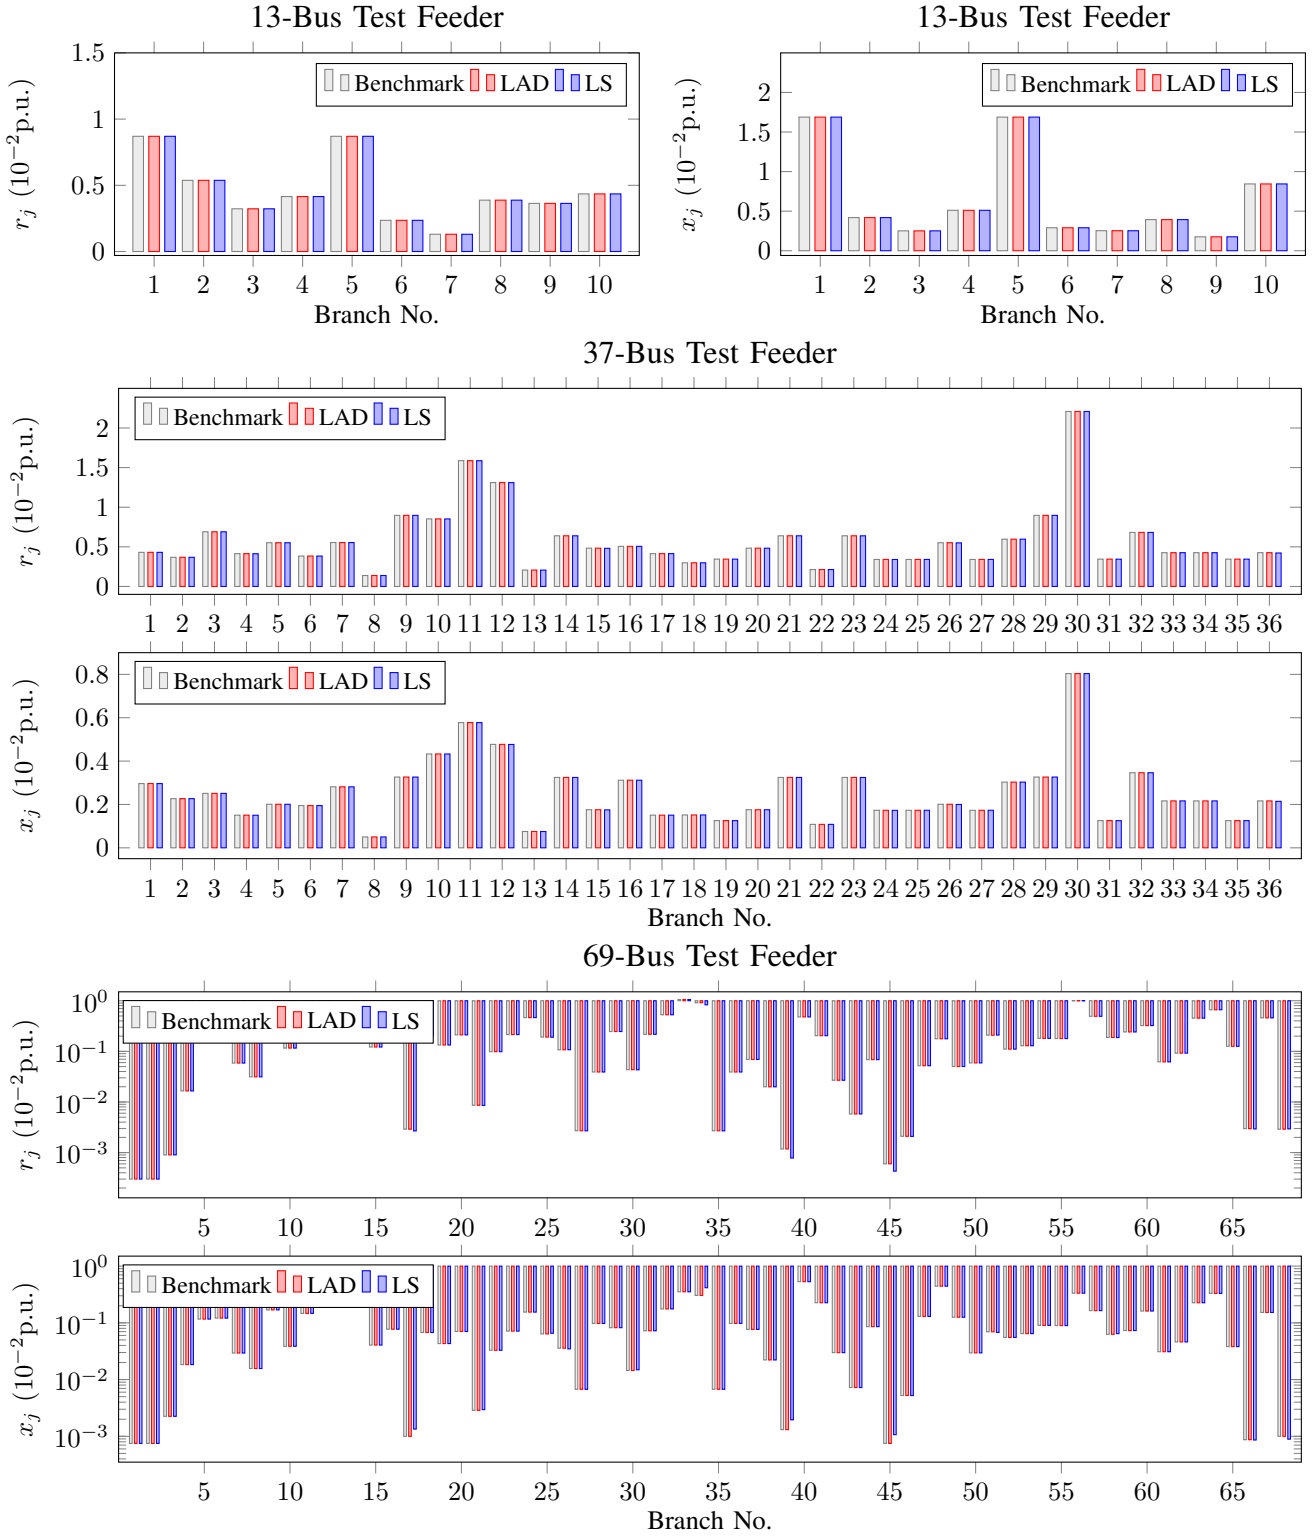 13-Bus Test Feeder
1.5
1
0.5
0
r_j (10^−2 p.u.)
Benchmark LAD LS
1 2 3 4 5 6 7 8 9 10
Branch No.
13-Bus Test Feeder
2
1.5
1
0.5
0
x_j (10^−2 p.u.)
Benchmark LAD LS
1 2 3 4 5 6 7 8 9 10
Branch No.
37-Bus Test Feeder
2
1.5
1
0.5
0
r_j (10^−2 p.u.)
Benchmark LAD LS
1 2 3 4 5 6 7 8 9 10 11 12 13 14 15 16 17 18 19 20 21 22 23 24 25 26 27 28 29 30 31 32 33 34 35 36
0.8
0.6
0.4
0.2
0
x_j (10^−2 p.u.)
Benchmark LAD LS
1 2 3 4 5 6 7 8 9 10 11 12 13 14 15 16 17 18 19 20 21 22 23 24 25 26 27 28 29 30 31 32 33 34 35 36
Branch No.
69-Bus Test Feeder
10^0
10^−1
10^−2
10^−3
r_j (10^−2 p.u.)
Benchmark LAD LS
5 10 15 20 25 30 35 40 45 50 55 60 65
10^0
10^−1
10^−2
10^−3
x_j (10^−2 p.u.)
Benchmark LAD LS
5 10 15 20 25 30 35 40 45 50 55 60 65
Branch No.